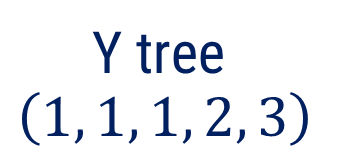 Y tree
(1, 1, 1, 2, 3)